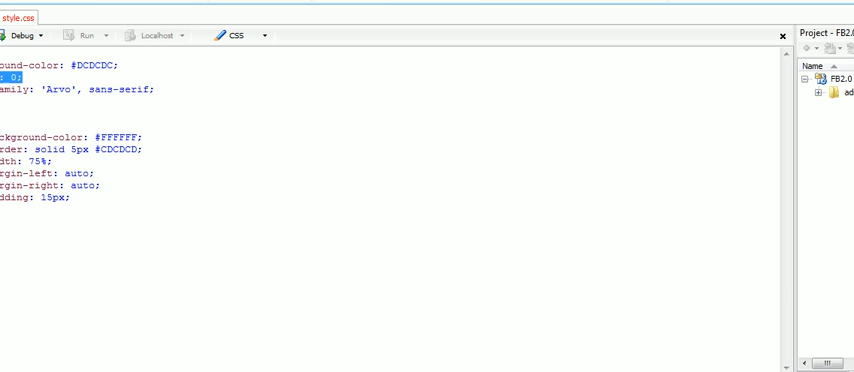 style.css
Debug Run Localhost CSS
Project - FB2.0
Name
FB2.0
ad
ound-color: #DCDCDC;
: 0;
amily: 'Arvo', sans-serif;
ckground-color: #FFFFFF;
rder: solid 5px #CDCDCD;
dth: 75%;
rgin-left: auto;
rgin-right: auto;
dding: 15px;